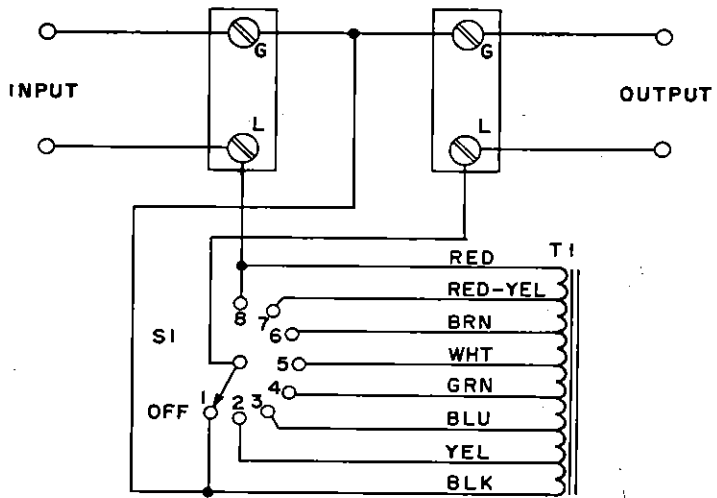 G
G
INPUT
OUTPUT
L
L
RED
T1
RED-YEL
8
7
BRN
6
S1
WHT
5
GRN
4
OFF
1
2
3
BLU
YEL
BLK